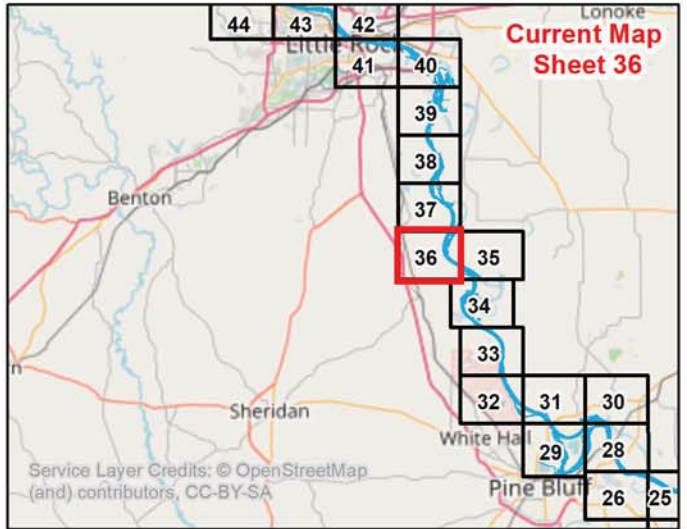 44
43
42
Little Rock
Lonoke
Current Map
Sheet 36
41
40
39
38
Benton
37
36
35
34
33
Sheridan
32
31
30
White Hall
29
28
Service Layer Credits: © OpenStreetMap
(and) contributors, CC-BY-SA
Pine Bluff
26
25